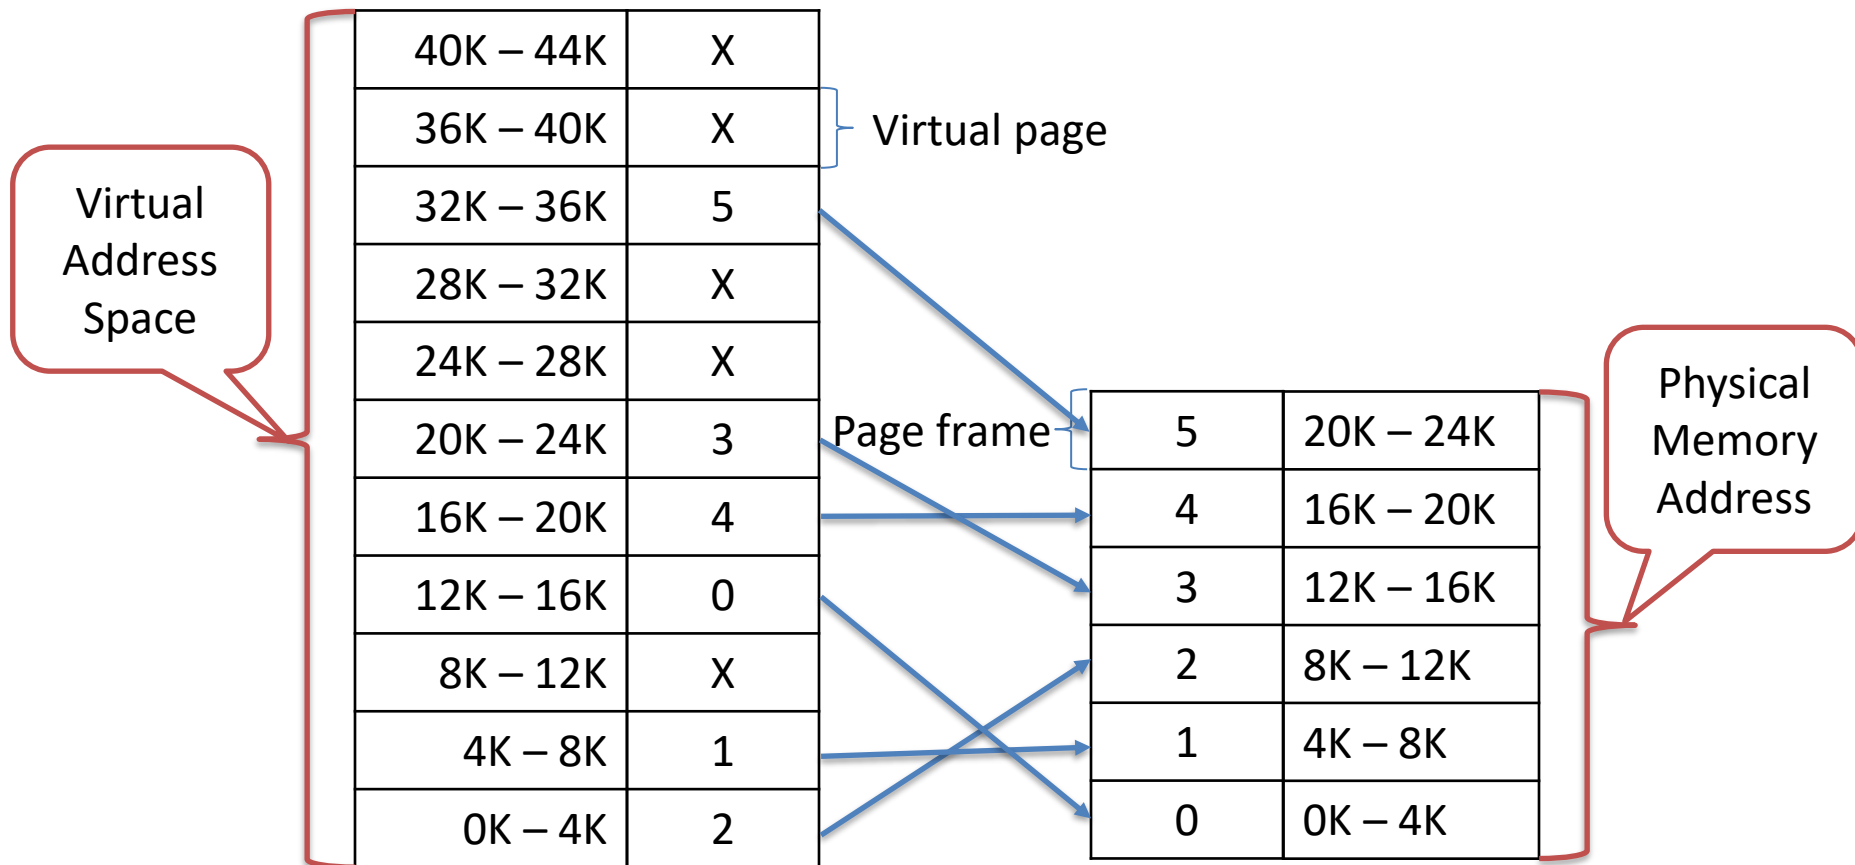 Virtual
Address
Space
40K – 44K X
36K – 40K X
32K – 36K 5
28K – 32K X
24K – 28K X
20K – 24K 3
16K – 20K 4
12K – 16K 0
8K – 12K X
4K – 8K 1
0K – 4K 2
Virtual page
Page frame
5 20K – 24K
4 16K – 20K
3 12K – 16K
2 8K – 12K
1 4K – 8K
0 0K – 4K
Physical
Memory
Address